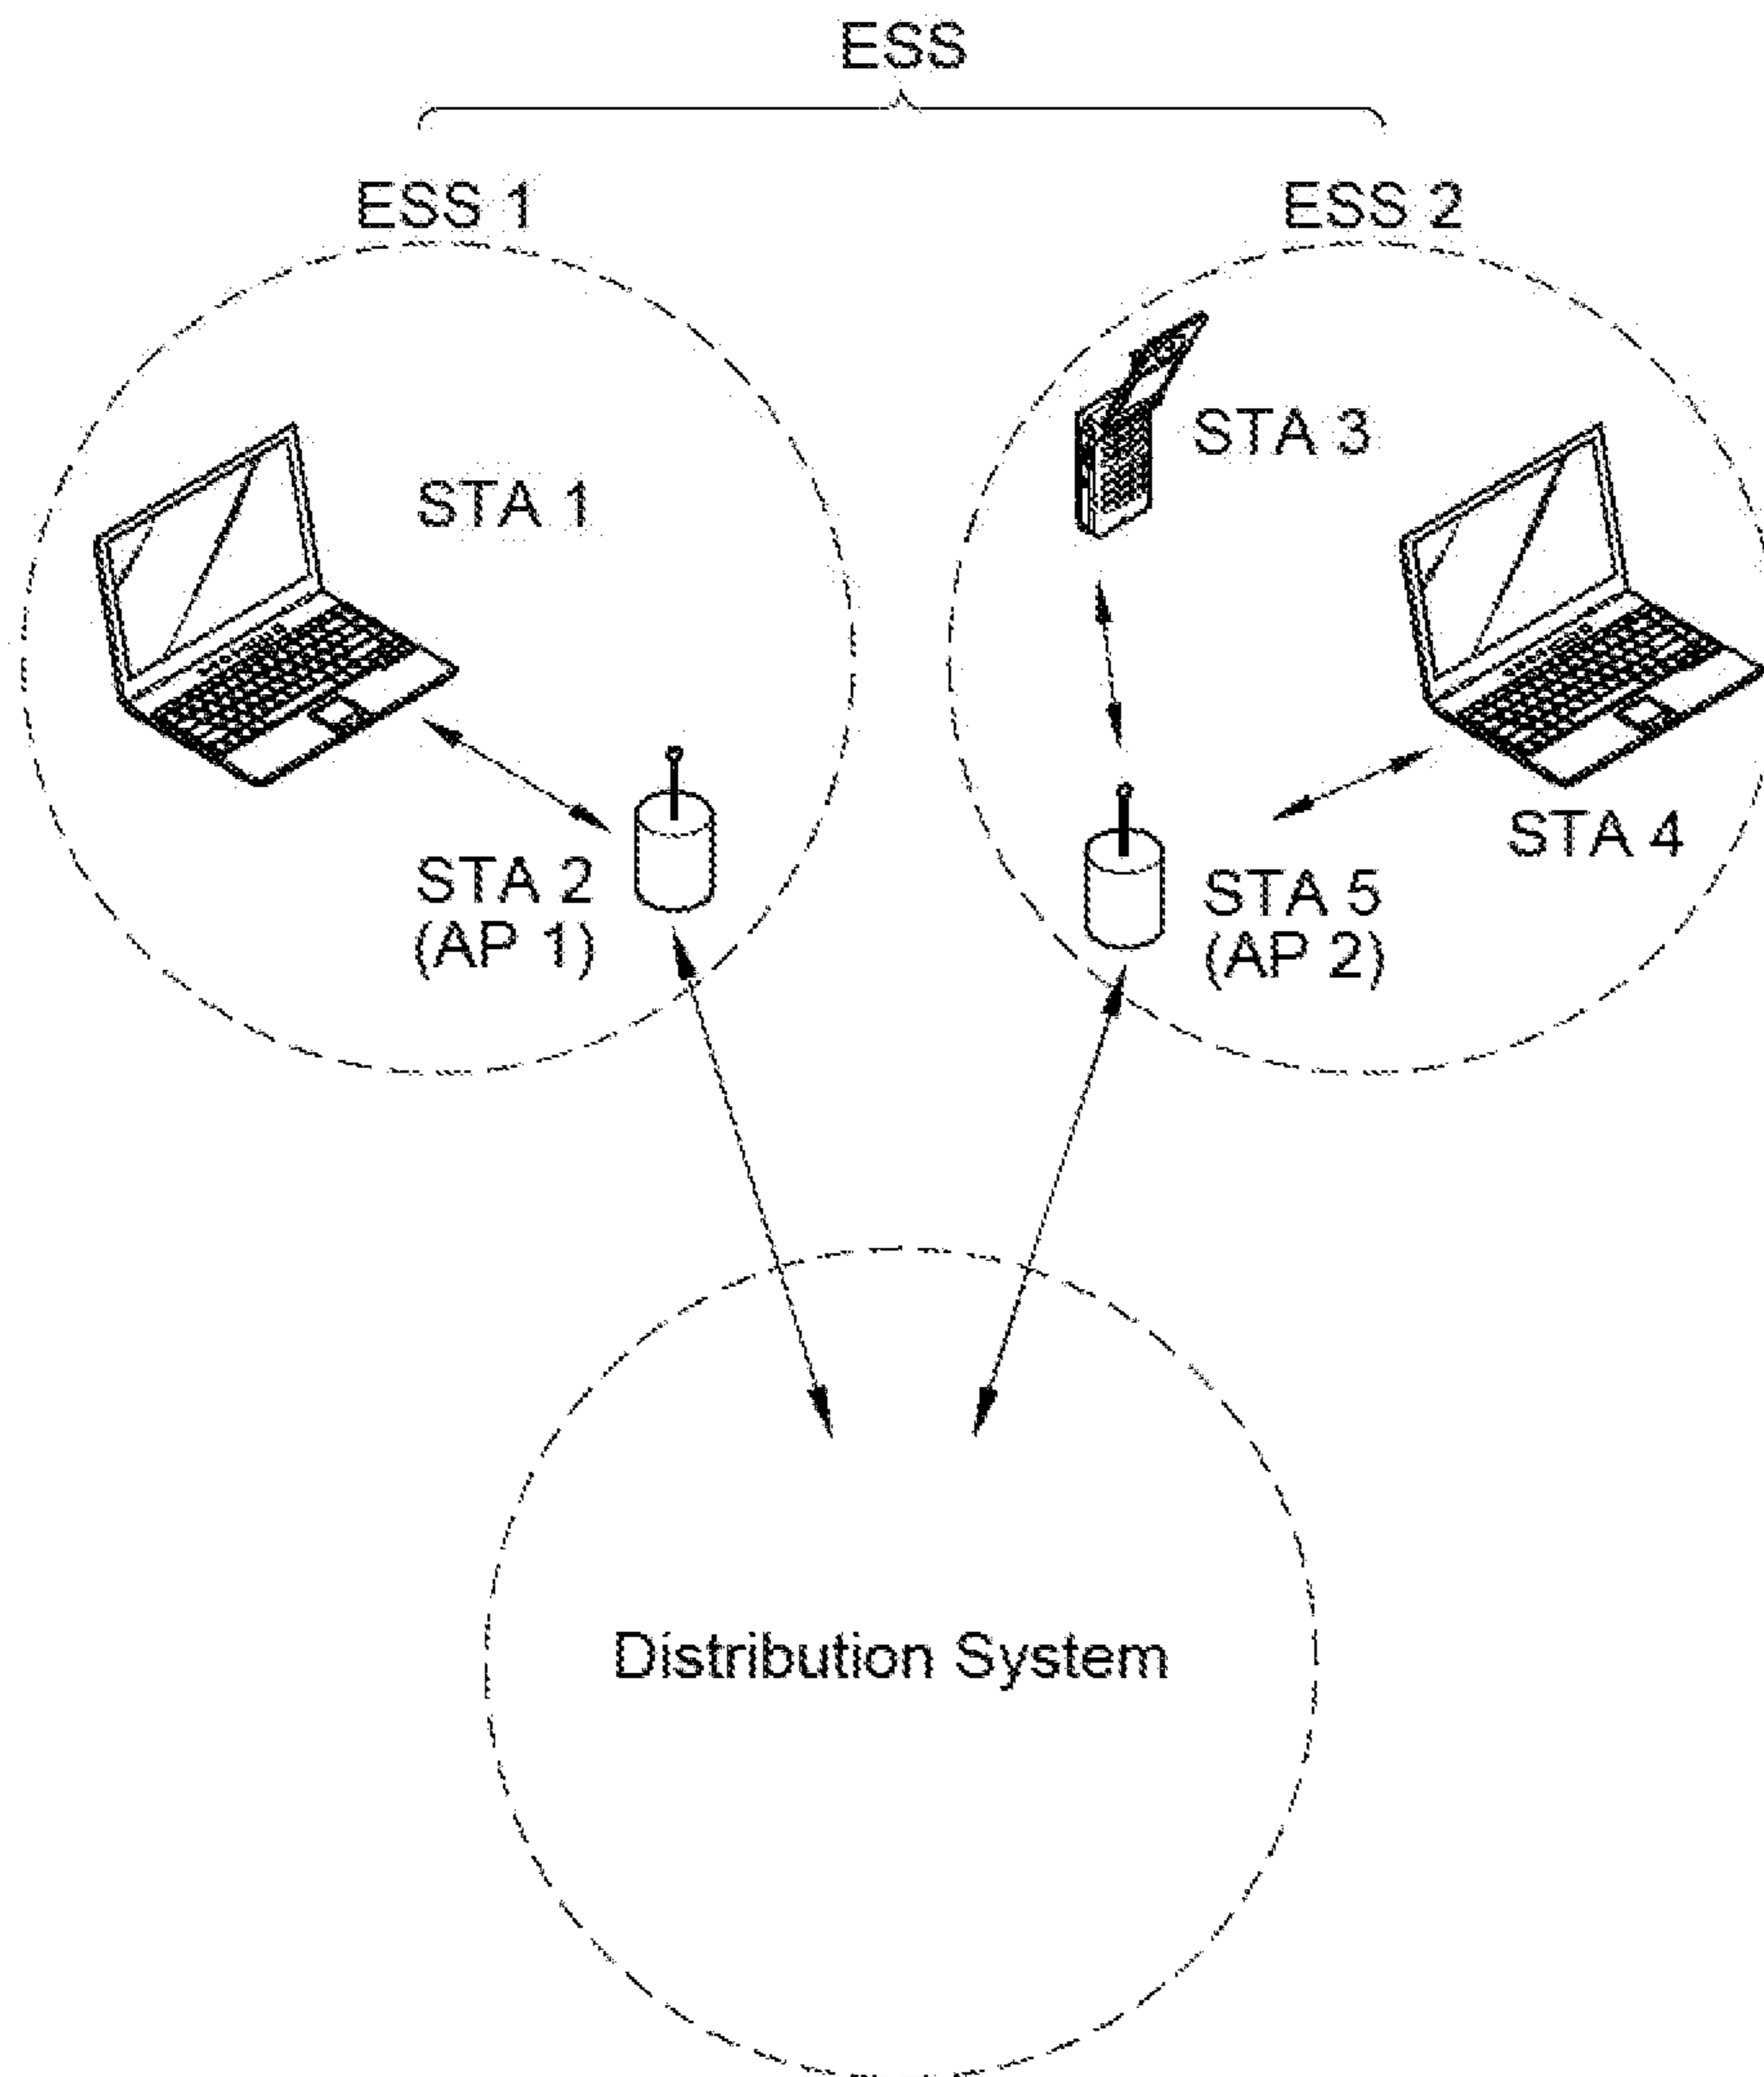 ESS
ESS 1
ESS 2
STA 1
STA 3
STA 4
STA 2
(AP 1)
STA 5
(AP 2)
Distribution System